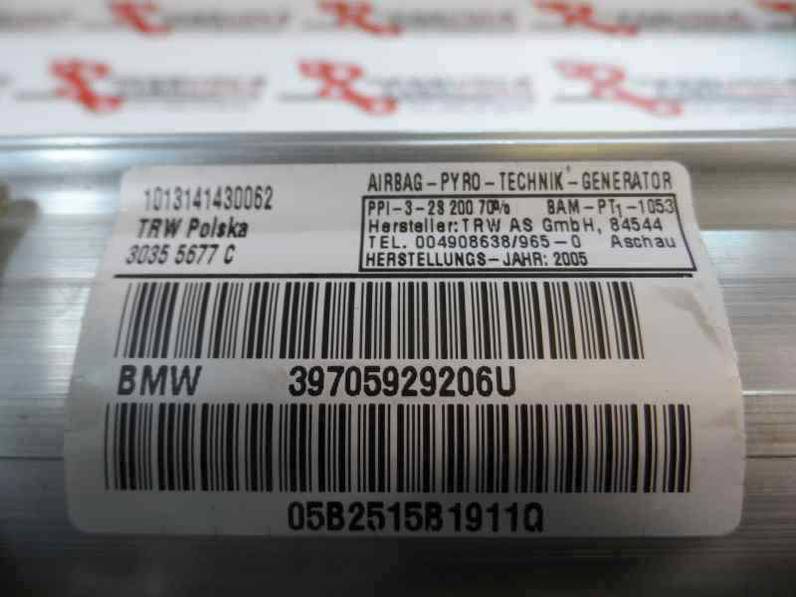 1013141430062
TRW Polska
3035 5677 C
AIRBAG-PYRO-TECHNIK-GENERATOR
PPI-3-28 200 70% BAM-PT1-1053
Hersteller:TRW AS GmbH, 84544
TEL. 004908638/965-0 Aschau
HERSTELLUNGS-JAHR: 2005
BMW 39705929206U
05B2515B1911Q